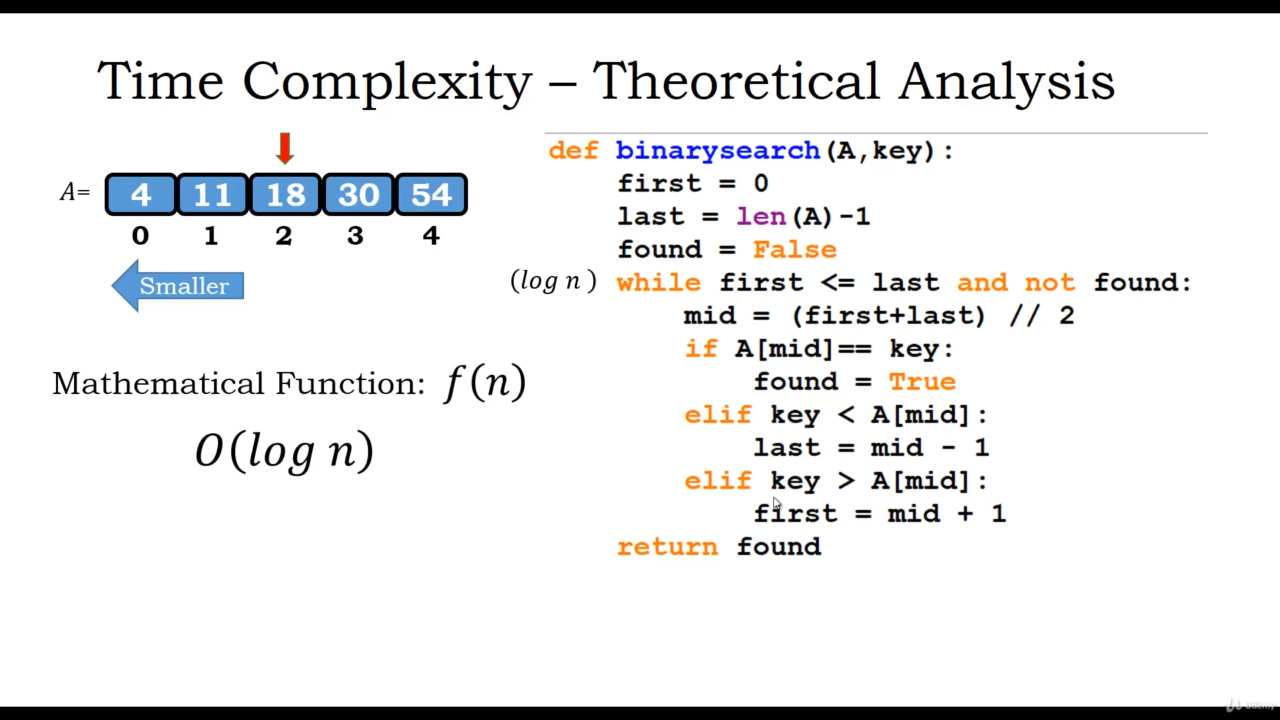 Time Complexity – Theoretical Analysis
A=
4 11 18 30 54
0 1 2 3 4
Smaller
Mathematical Function: f(n)
O(log n)
def binarysearch(A,key):
first = 0
last = len(A)-1
found = False
(log n) while first <= last and not found:
mid = (first+last) // 2
if A[mid]== key:
found = True
elif key < A[mid]:
last = mid - 1
elif key > A[mid]:
first = mid + 1
return found
Udemy